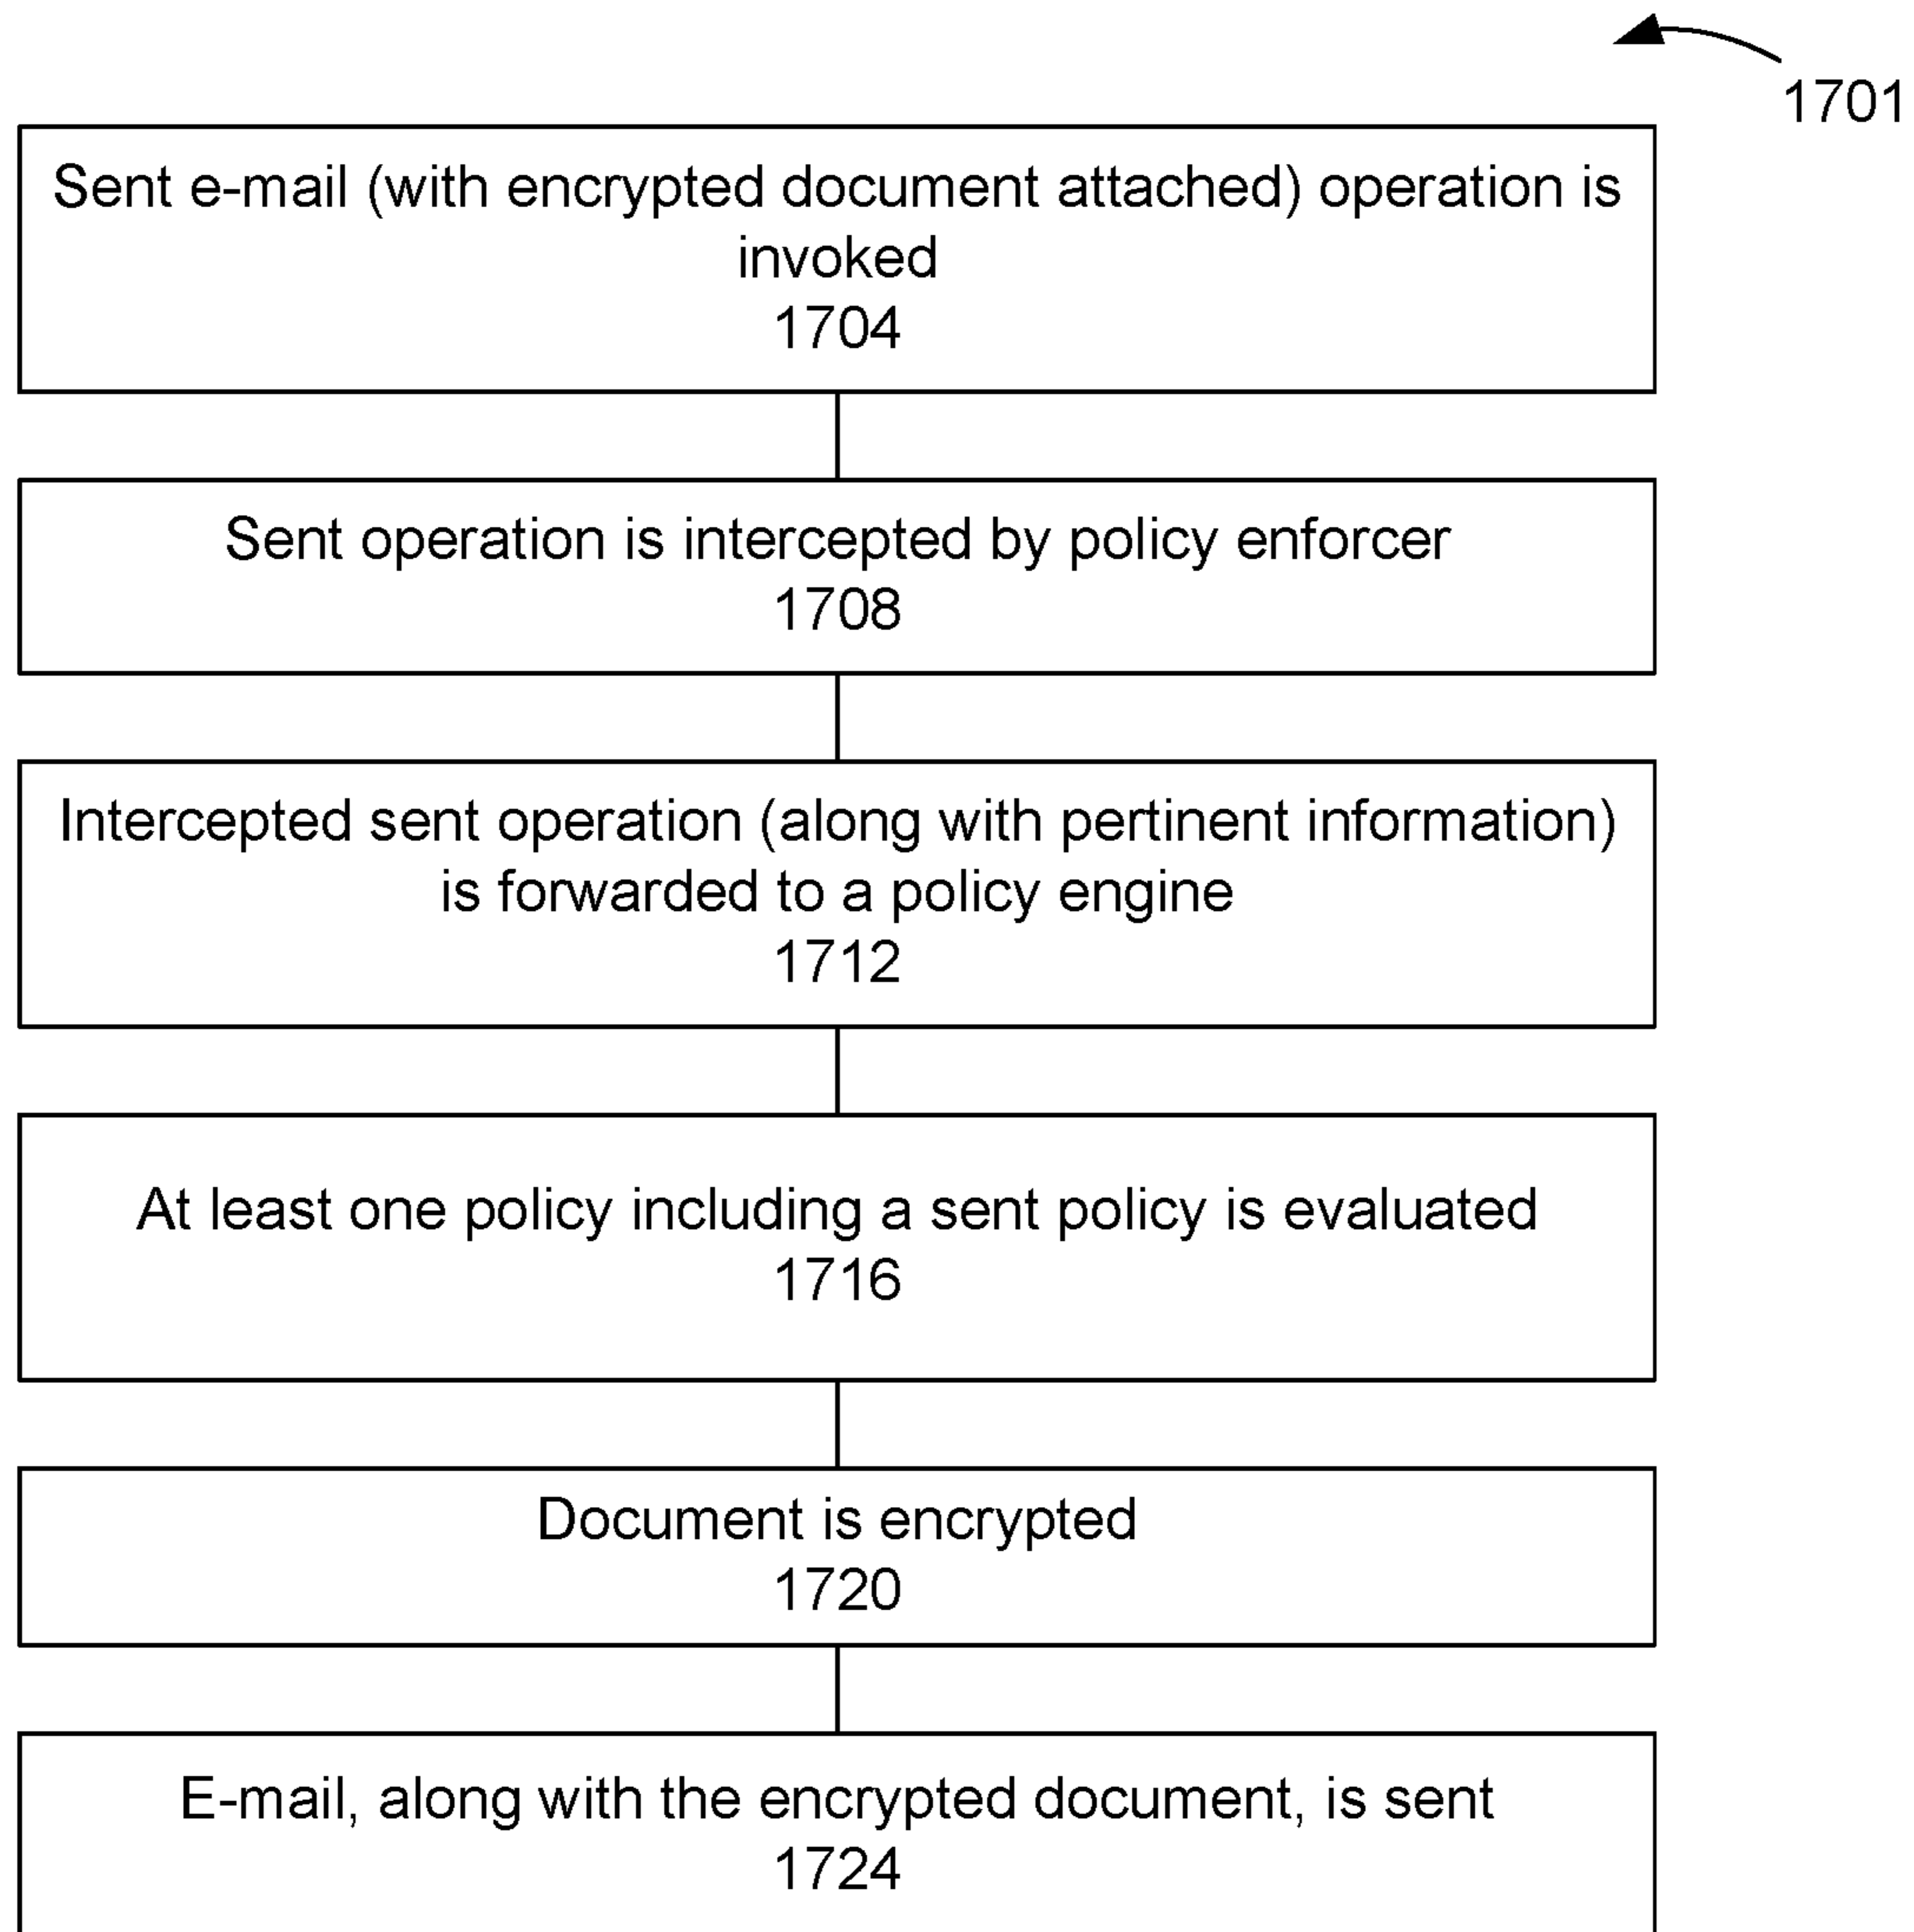 1701
Sent e-mail (with encrypted document attached) operation is
invoked
1704
Sent operation is intercepted by policy enforcer
1708
Intercepted sent operation (along with pertinent information)
is forwarded to a policy engine
1712
At least one policy including a sent policy is evaluated
1716
Document is encrypted
1720
E-mail, along with the encrypted document, is sent
1724